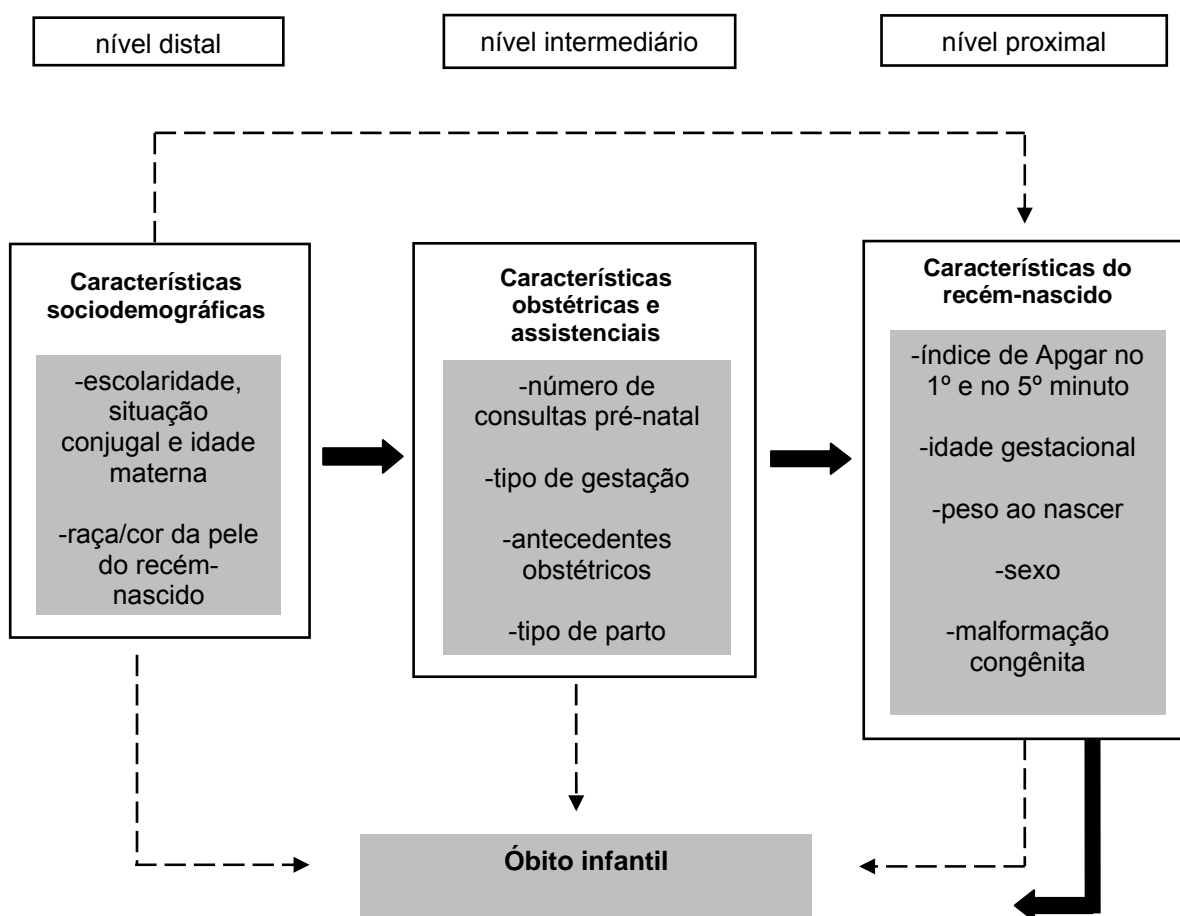 nível distal
nível intermediário
nível proximal
Característícas
sociodemográficas
-escolaridade,
situação
conjugal e idade
materna
-raça/cor da pele
do recém-
nascido
Características
obstétricas e
assistenciais
-número de
consultas pré-natal
-tipo de gestação
-antecedentes
obstétricos
-tipo de parto
Características do
recém-nascido
-índice de Apgar no
1º e no 5º minuto
-idade gestacional
-peso ao nascer
-sexo
-malformação
congênita
Óbito infantil